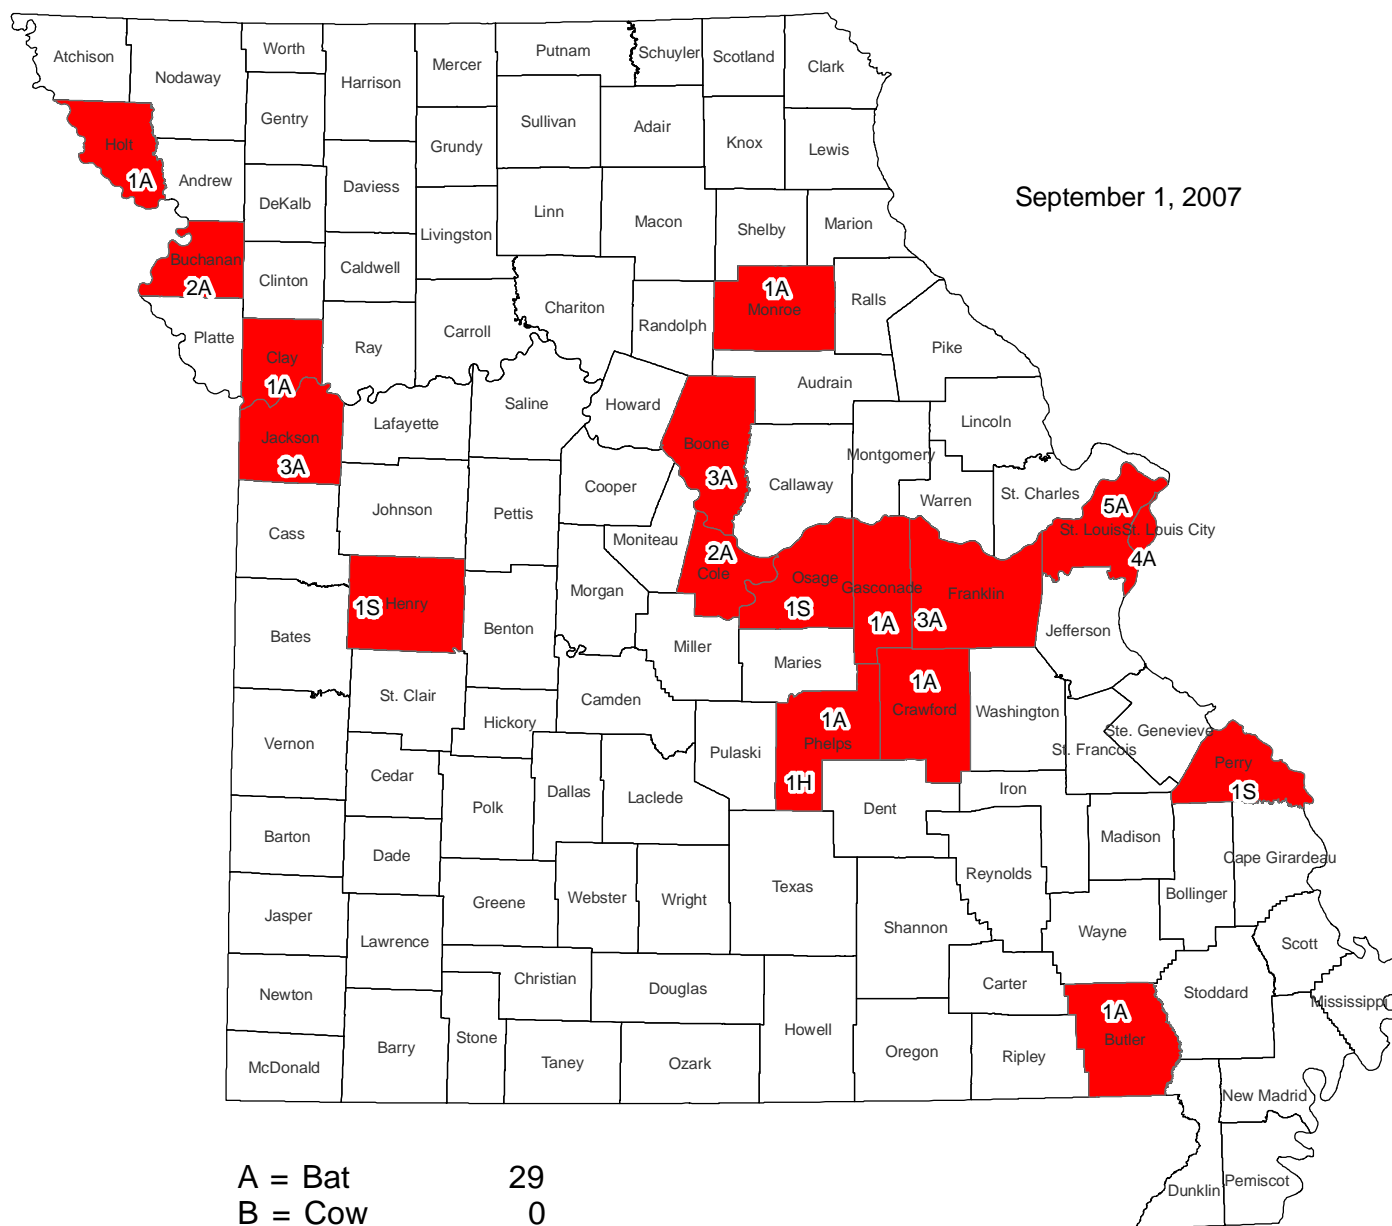 Atchison
Nodaway
Worth
Harrison
Mercer
Putnam
Schuyler
Scotland
Clark
Gentry
Sullivan
Adair
Knox
Lewis
Holt
1A
Andrew
DeKalb
Daviess
Grundy
Livingston
Linn
Macon
Shelby
Marion
September 1, 2007
Buchanan
2A
Clinton
Caldwell
Carroll
Chariton
Randolph
1A
Monroe
Ralls
Platte
Clay
1A
Ray
Pike
Audrain
Howard
Saline
Lafayette
Jackson
3A
Boone
3A
Lincoln
Montgomery
Callaway
Warren
St. Charles
Cooper
Johnson
Pettis
Cass
Moniteau
2A
Cole
5A
St. Louis
St. Louis City
4A
Morgan
Osage
1S
Gasconade
1A
Franklin
3A
1S
Henry
Bates
Benton
Miller
Maries
Jefferson
St. Clair
Camden
1A
Crawford
Washington
Hickory
Vernon
Pulaski
1A
Phelps
1H
Ste. Genevieve
St. Francois
Perry
1S
Cedar
Polk
Dallas
Laclede
Dent
Iron
Barton
Dade
Madison
Cape Girardeau
Jasper
Greene
Webster
Wright
Texas
Reynolds
Bollinger
Lawrence
Shannon
Wayne
Scott
Newton
Christian
Douglas
Carter
Stoddard
Mississippi
McDonald
Barry
Stone
Taney
Ozark
Howell
Oregon
Ripley
1A
Butler
New Madrid
Dunklin
Pemiscot
A = Bat 29
B = Cow 0